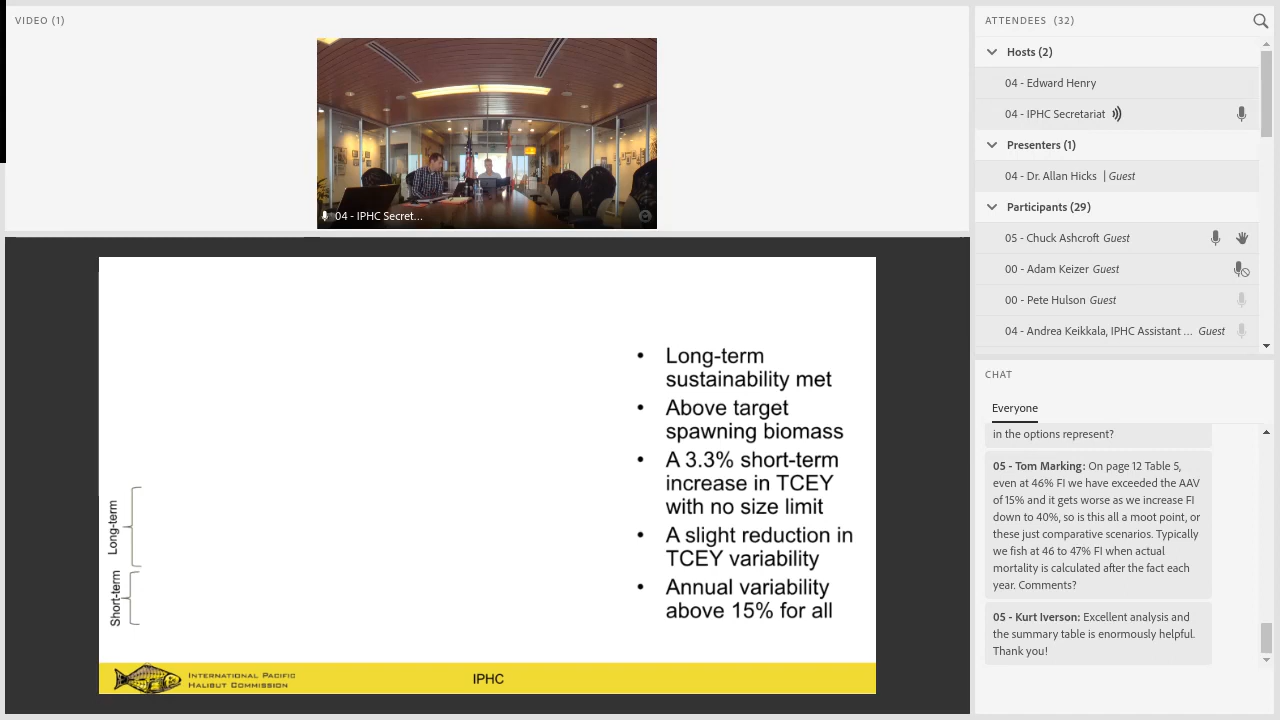 VIDEO (1)
04 - IPHC Secret...
Long-term
Short-term
• Long-term
sustainability met
• Above target
spawning biomass
• A 3.3% short-term
increase in TCEY
with no size limit
• A slight reduction in
TCEY variability
• Annual variability
above 15% for all
INTERNATIONAL PACIFIC
HALIBUT COMMISSION
IPHC
ATTENDEES (32)
Hosts (2)
04 - Edward Henry
04 - IPHC Secretariat
Presenters (1)
04 - Dr. Allan Hicks | Guest
Participants (29)
05 - Chuck Ashcroft Guest
00 - Adam Keizer Guest
00 - Pete Hulson Guest
04 - Andrea Keikkala, IPHC Assistant ... Guest
CHAT
Everyone
in the options represent?
05 - Tom Marking: On page 12 Table 5,
even at 46% FI we have exceeded the AAV
of 15% and it gets worse as we increase FI
down to 40%, so is this all a moot point, or
these just comparative scenarios. Typically
we fish at 46 to 47% FI when actual
mortality is calculated after the fact each
year. Comments?
05 - Kurt Iverson: Excellent analysis and
the summary table is enormously helpful.
Thank you!